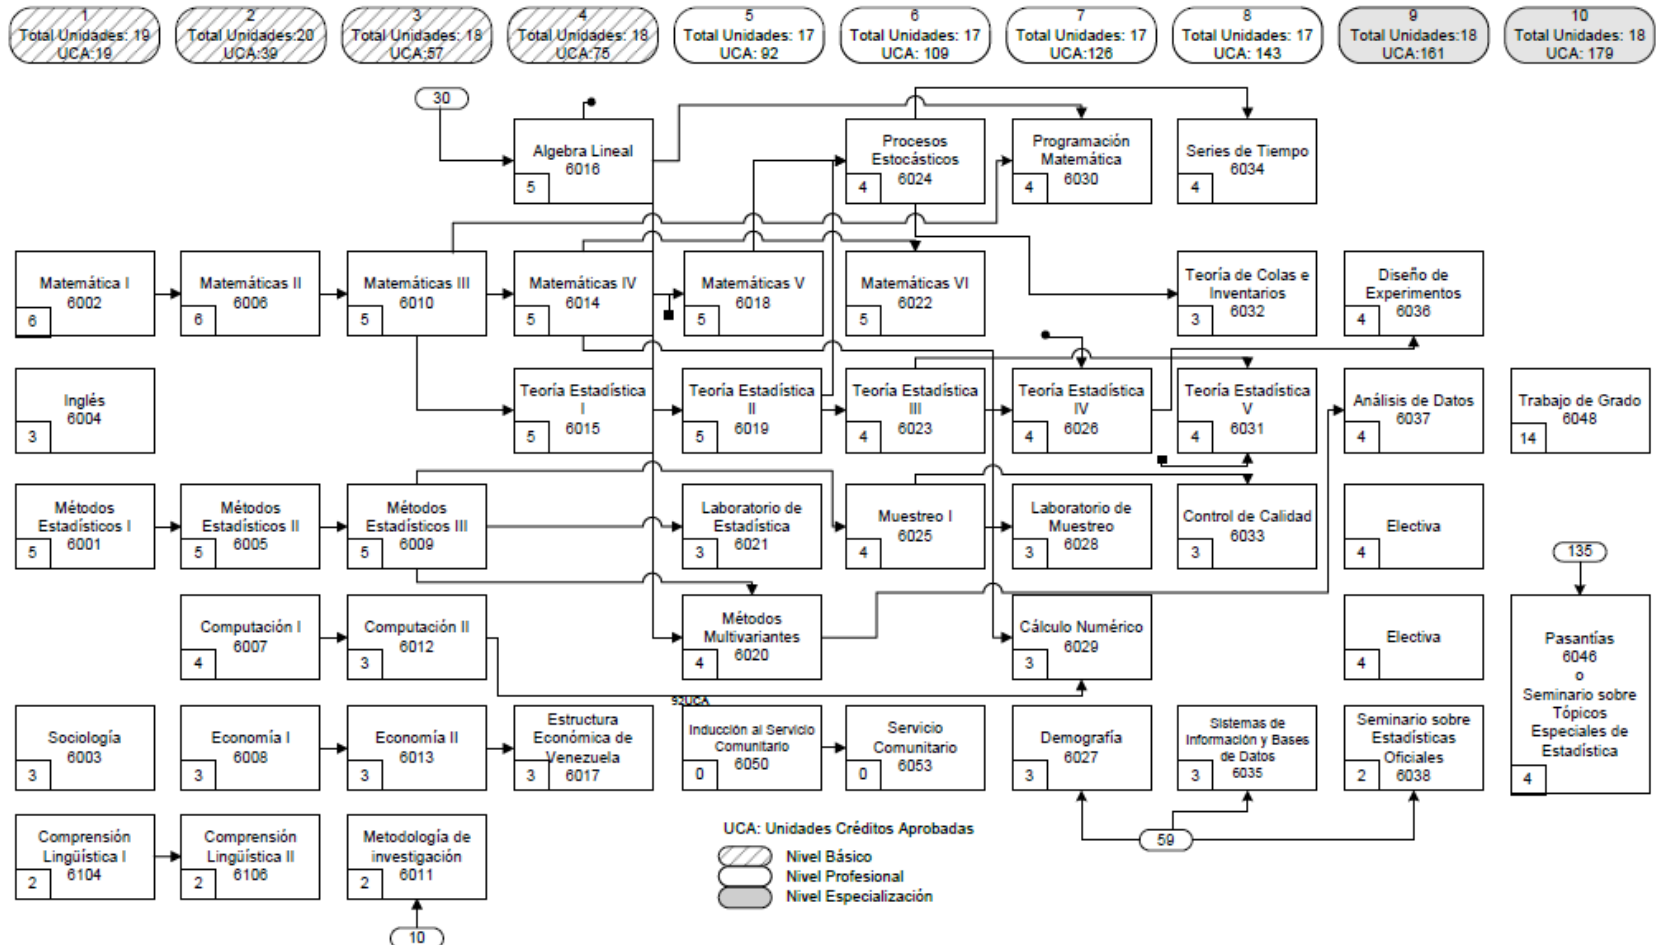 1
Total Unidades: 19
UCA:19
2
Total Unidades:20
UCA:39
3
Total Unidades: 18
UCA:57
4
Total Unidades: 18
UCA:75
5
Total Unidades: 17
UCA: 92
6
Total Unidades: 17
UCA: 109
7
Total Unidades: 17
UCA:126
8
Total Unidades: 17
UCA: 143
9
Total Unidades:18
UCA:161
10
Total Unidades: 18
UCA: 179
30
Algebra Lineal
6016
5
Procesos
Estocásticos
6024
4
Programación
Matemática
6030
4
Series de Tiempo
6034
4
Matemática I
6002
6
Matemáticas II
6006
6
Matemáticas III
6010
5
Matemáticas IV
6014
5
Matemáticas V
6018
5
Matemáticas VI
6022
5
Teoría de Colas e
Inventarios
6032
3
Diseño de
Experimentos
6036
4
Inglés
6004
3
Teoría Estadística
I
6015
5
Teoría Estadística
II
6019
5
Teoría Estadística
III
6023
4
Teoría Estadística
IV
6026
4
Teoría Estadística
V
6031
4
Análisis de Datos
6037
4
Trabajo de Grado
6048
14
Métodos
Estadísticos I
6001
5
Métodos
Estadísticos II
6005
5
Métodos
Estadísticos III
6009
5
Laboratorio de
Estadística
6021
3
Muestreo I
6025
4
Laboratorio de
Muestreo
6028
3
Control de Calidad
6033
3
Electiva
4
135
Computación I
6007
4
Computación II
6012
3
Métodos
Multivariantes
6020
4
Cálculo Numérico
6029
3
Electiva
4
Pasantías
6046
o
Seminario sobre
Tópicos
Especiales de
Estadística
4
Sociología
6003
3
Economía I
6008
3
Economía II
6013
3
Estructura
Económica de
Venezuela
6017
3
92UCA
Inducción al Servicio
Comunitario
6050
0
Servicio
Comunitario
6053
0
Demografía
6027
3
Sistemas de
Información y Bases
de Datos
6035
3
Seminario sobre
Estadísticas
Oficiales
6038
2
59
Comprensión
Lingüística I
6104
2
Comprensión
Lingüística II
6106
2
Metodología de
investigación
6011
2
10
UCA: Unidades Créditos Aprobadas
Nivel Básico
Nivel Profesional
Nivel Especialización